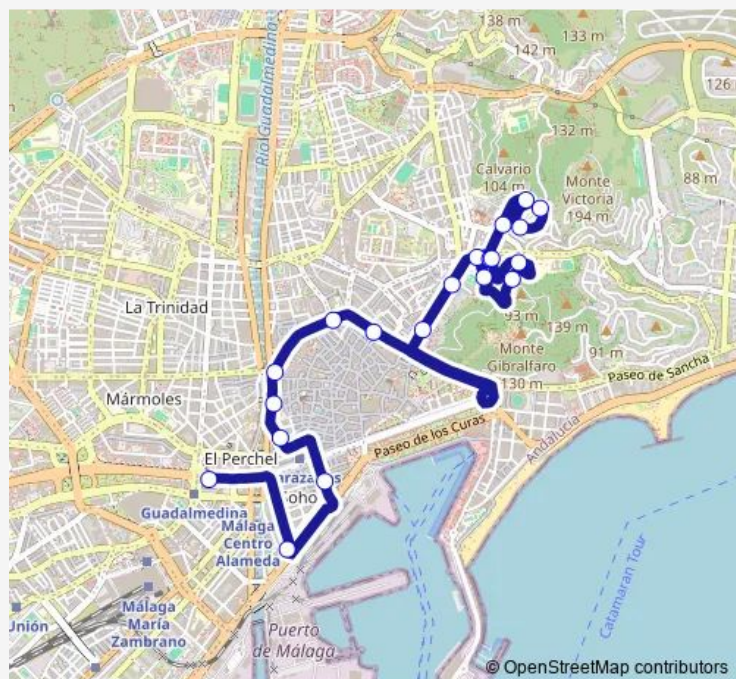 138 m
133 m
142 m
126 m
Río Guadalmedina
132 m
Calvario
104 m
Monte
Victoria
194 m
88 m
La Trinidad
93 m
139 m
91 m
Monte
Gibralfaro
130 m
Paseo de Sancha
Mármoles
Paseo de los Curas
Andalucía
El Perchel
Soho
Guadalmedina
Málaga
Centro
Alameda
Málaga
María
Zambrano
Unión
Puerto
de Málaga
Catamaran Tour
© OpenStreetMap contributors